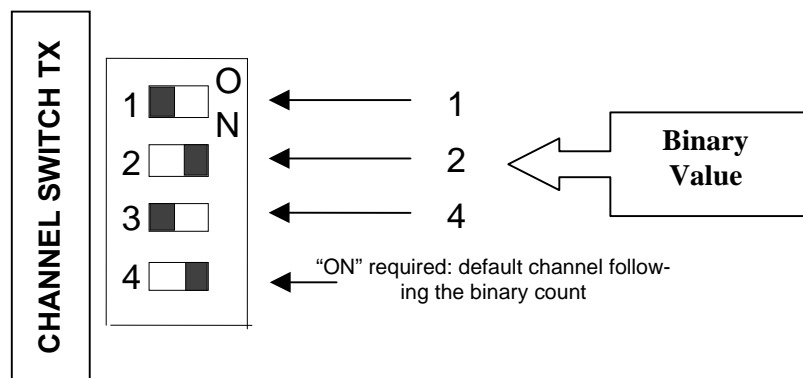 CHANNEL SWITCH TX
O
1
N
2
3
4
1
2
4
"ON" required: default channel follow-
ing the binary count
Binary
Value